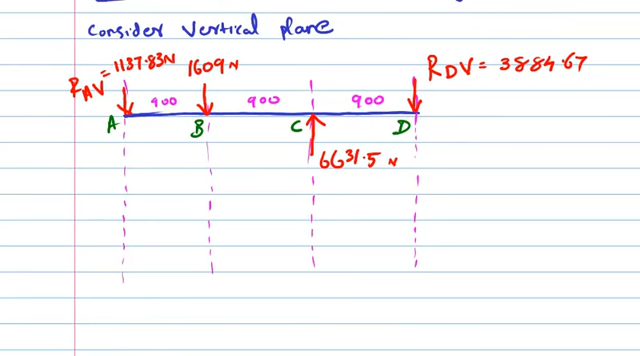 Consider Vertical plane
RAV = 1137.83N 1609 N RDV = 3884.67
900 900 900
A B C D
6631.5 N